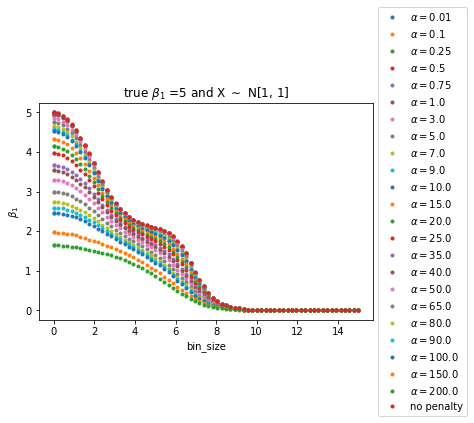 true β₁ =5 and X ∼ N[1, 1]
β₁
5
4
3
2
1
0
0
2
4
6
8
10
12
14
bin_size
α = 0.01
α = 0.1
α = 0.25
α = 0.5
α = 0.75
α = 1.0
α = 3.0
α = 5.0
α = 7.0
α = 9.0
α = 10.0
α = 15.0
α = 20.0
α = 25.0
α = 35.0
α = 40.0
α = 50.0
α = 65.0
α = 80.0
α = 90.0
α = 100.0
α = 150.0
α = 200.0
no penalty